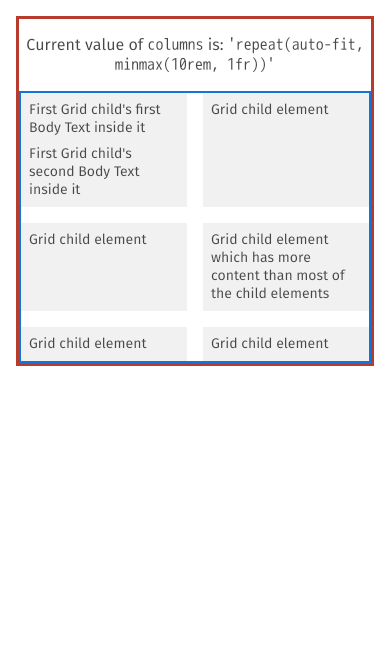 Current value of columns is: 'repeat(auto-fit,
minmax(10rem, 1fr))'
First Grid child's first
Body Text inside it
First Grid child's
second Body Text
inside it
Grid child element
Grid child element
Grid child element
which has more
content than most of
the child elements
Grid child element
Grid child element